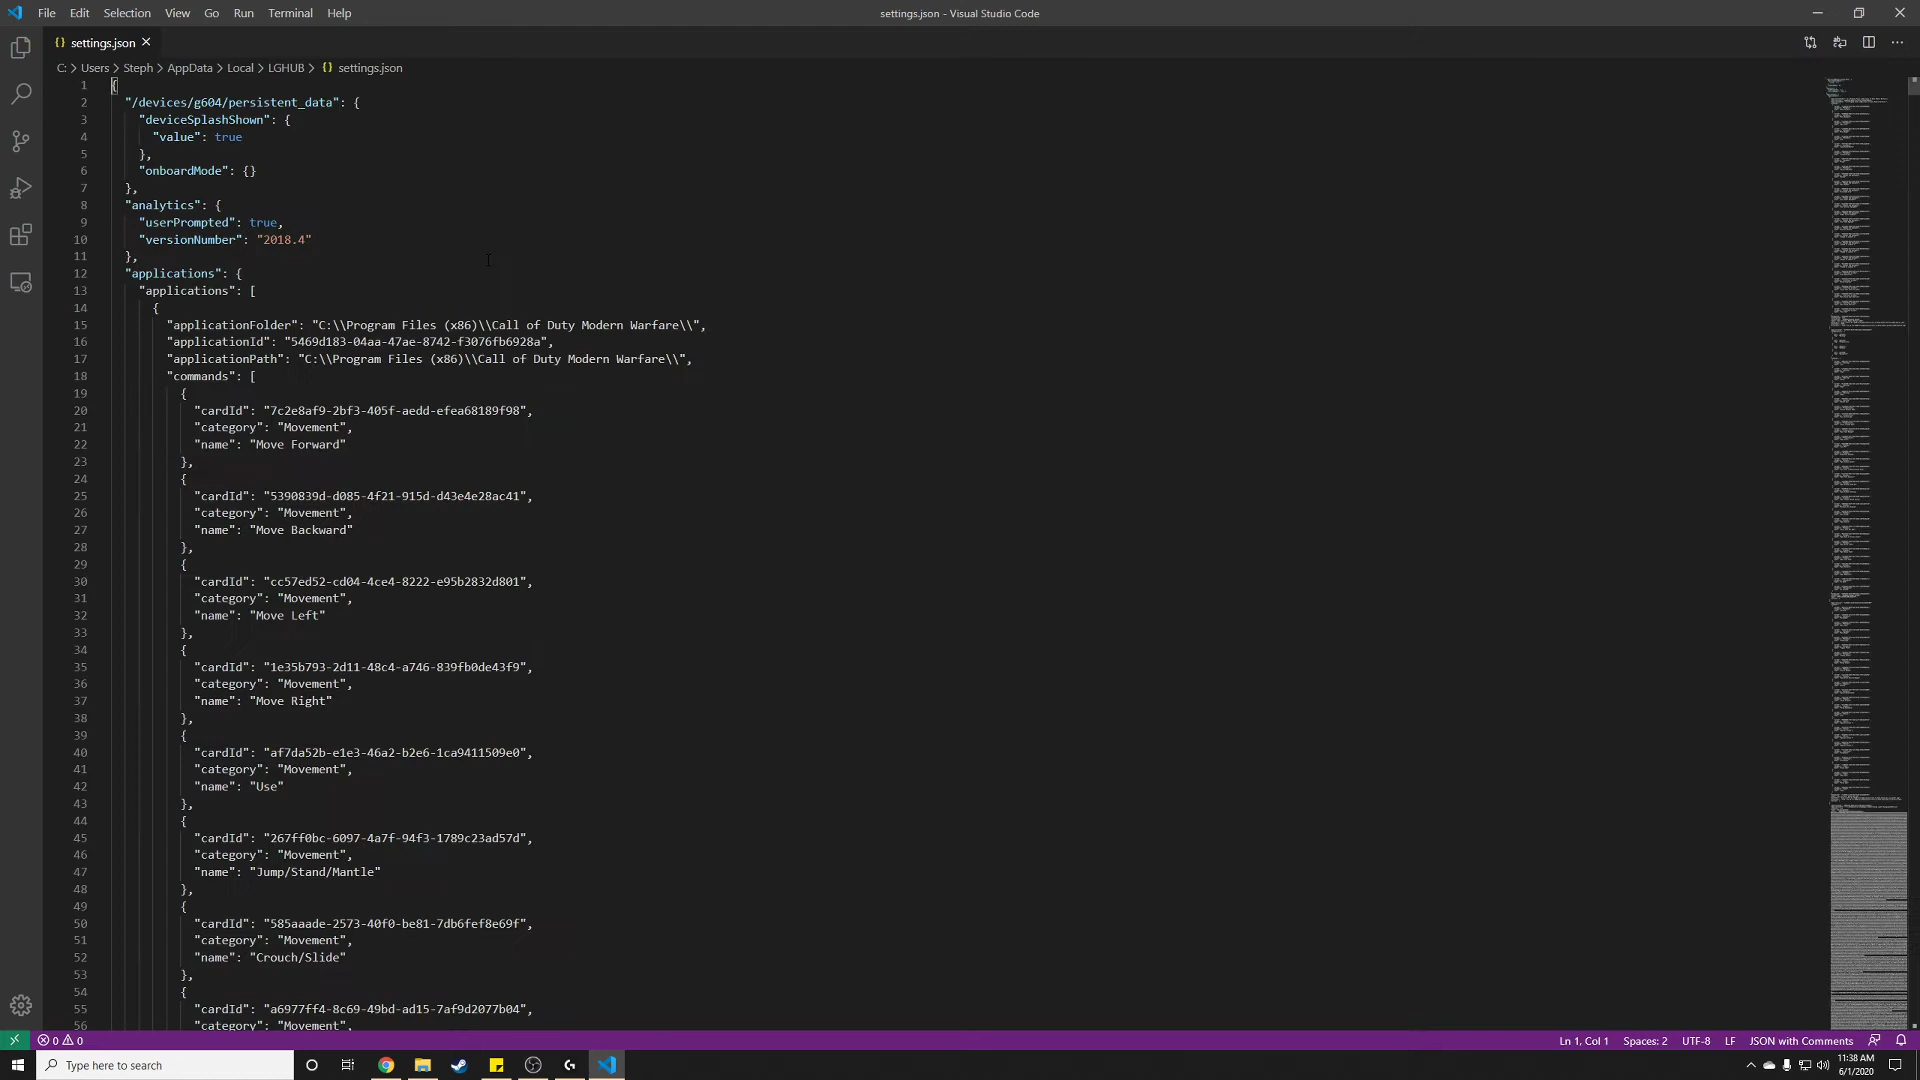 File Edit Selection View Go Run Terminal Help
settings.json - Visual Studio Code
{} settings.json ×
C: > Users > Steph > AppData > Local > LGHUB > {} settings.json
1 {
2 "/devices/g604/persistent_data": {
3 "deviceSplashShown": {
4 "value": true
5 },
6 "onboardMode": {}
7 },
8 "analytics": {
9 "userPrompted": true,
10 "versionNumber": "2018.4"
11 },
12 "applications": {
13 "applications": [
14 {
15 "applicationFolder": "C:\\Program Files (x86)\\Call of Duty Modern Warfare\\",
16 "applicationId": "5469d183-04aa-47ae-8742-f3076fb6928a",
17 "applicationPath": "C:\\Program Files (x86)\\Call of Duty Modern Warfare\\",
18 "commands": [
19 {
20 "cardId": "7c2e8af9-2bf3-405f-aedd-efea68189f98",
21 "category": "Movement",
22 "name": "Move Forward"
23 },
24 {
25 "cardId": "5390839d-d085-4f21-915d-d43e4e28ac41",
26 "category": "Movement",
27 "name": "Move Backward"
28 },
29 {
30 "cardId": "cc57ed52-cd04-4ce4-8222-e95b2832d801",
31 "category": "Movement",
32 "name": "Move Left"
33 },
34 {
35 "cardId": "1e35b793-2d11-48c4-a746-839fb0de43f9",
36 "category": "Movement",
37 "name": "Move Right"
38 },
39 {
40 "cardId": "af7da52b-e1e3-46a2-b2e6-1ca9411509e0",
41 "category": "Movement",
42 "name": "Use"
43 },
44 {
45 "cardId": "267ff0bc-6097-4a7f-94f3-1789c23ad57d",
46 "category": "Movement",
47 "name": "Jump/Stand/Mantle"
48 },
49 {
50 "cardId": "585aaade-2573-40f0-be81-7db6fef8e69f",
51 "category": "Movement",
52 "name": "Crouch/Slide"
53 },
54 {
55 "cardId": "a6977ff4-8c69-49bd-ad15-7af9d2077b04",
56 "category": "Movement",
0 0
Ln 1, Col 1 Spaces: 2 UTF-8 LF JSON with Comments
Type here to search
11:38 AM
6/1/2020